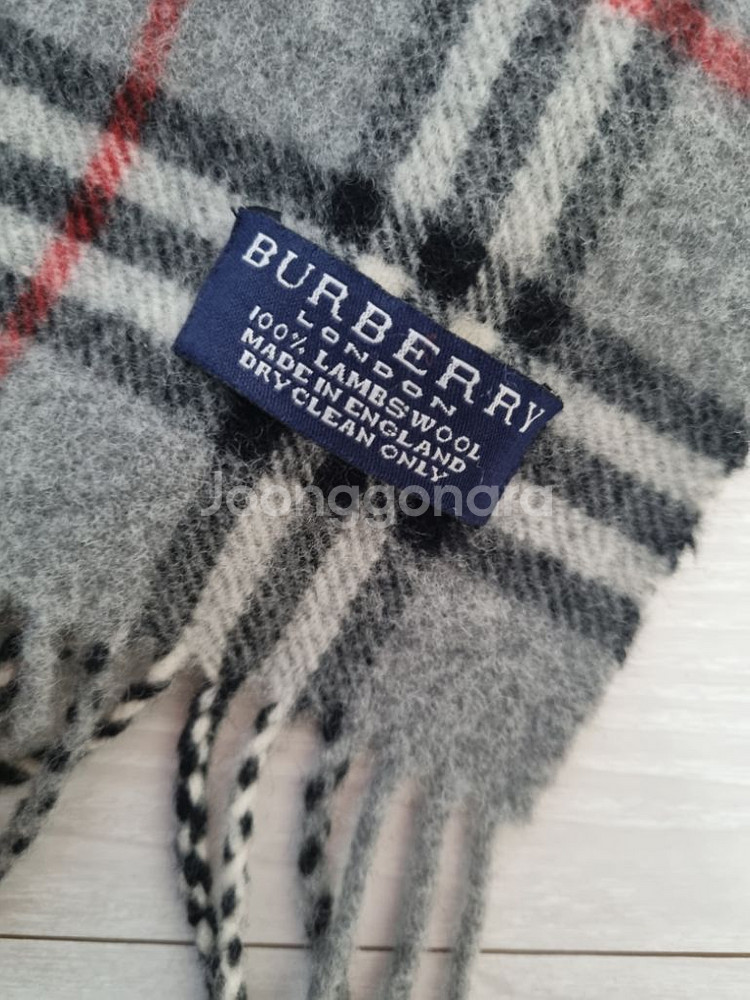 BURBERRY
LONDON
100% LAMBSWOOL
MADE IN ENGLAND
DRY CLEAN ONLY
Joonggonara